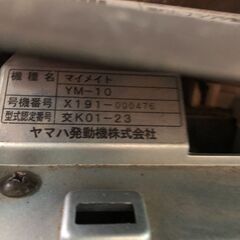 機種名 マイメイト
YM-10
号機番号 X191-000476
型式認定番号 交K01-23
ヤマハ発動機株式会社